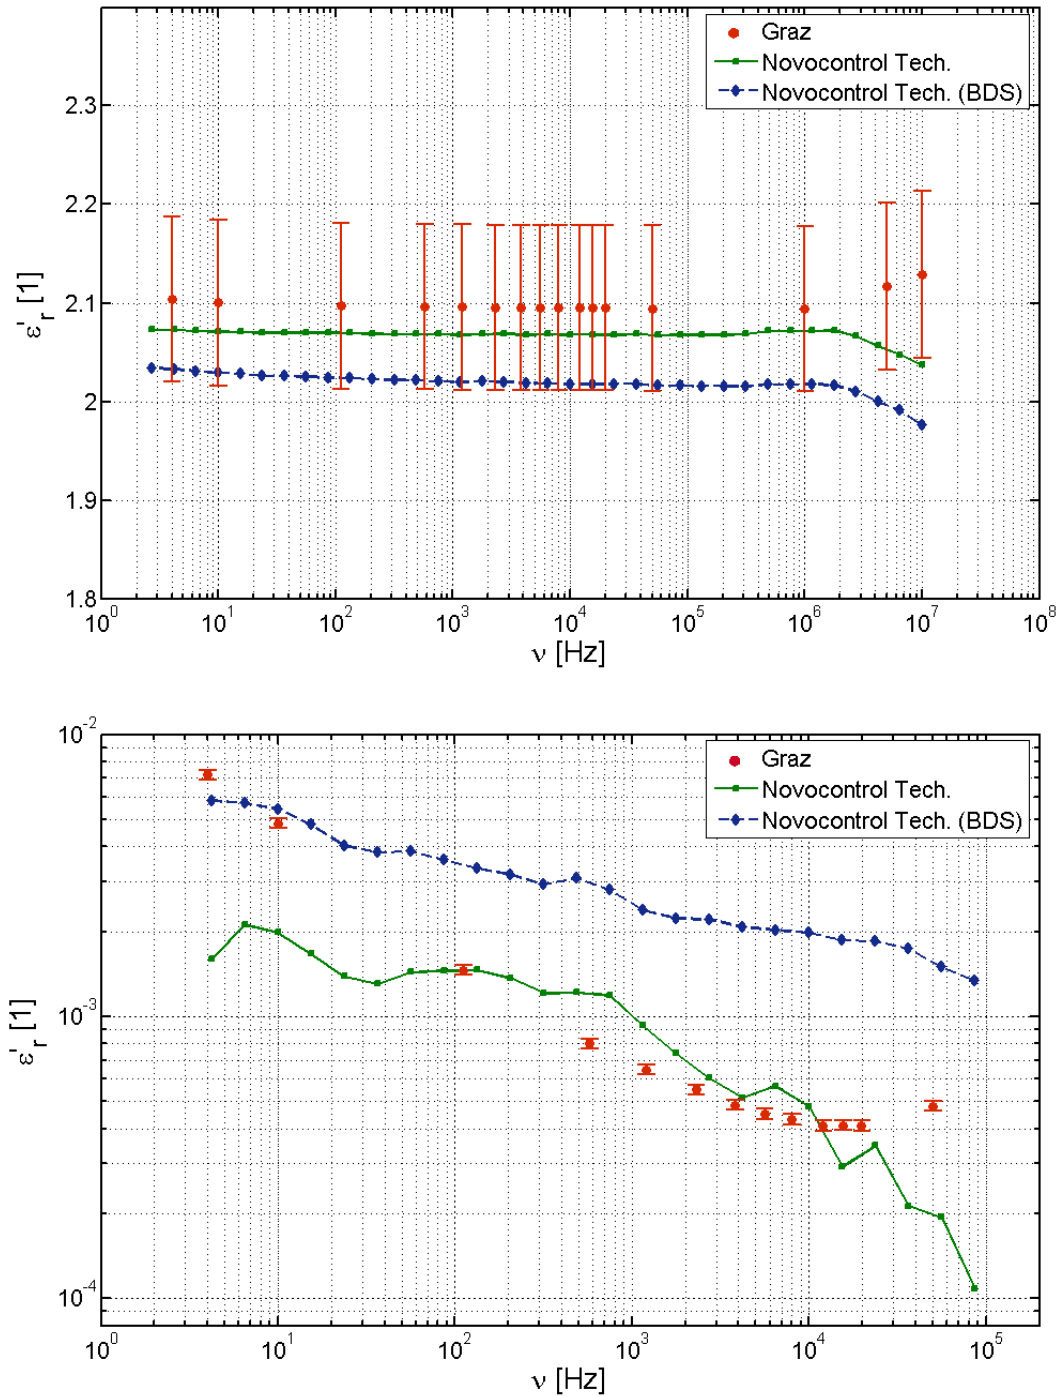 Graz
Novocontrol Tech.
Novocontrol Tech. (BDS)
2.3
2.2
2.1
2
1.9
1.8
ε'r [1]
10^0 10^1 10^2 10^3 10^4 10^5 10^6 10^7 10^8
ν [Hz]
Graz
Novocontrol Tech.
Novocontrol Tech. (BDS)
10^-2
10^-3
10^-4
ε'r [1]
10^0 10^1 10^2 10^3 10^4 10^5
ν [Hz]